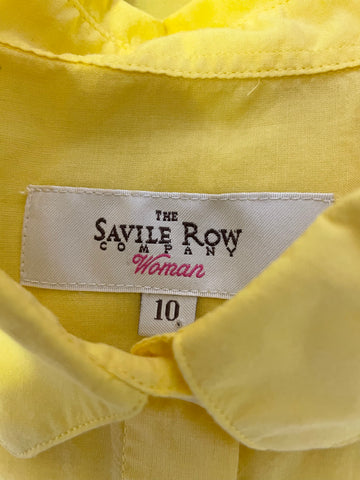 THE
SAVILE ROW
COMPANY
Woman
10